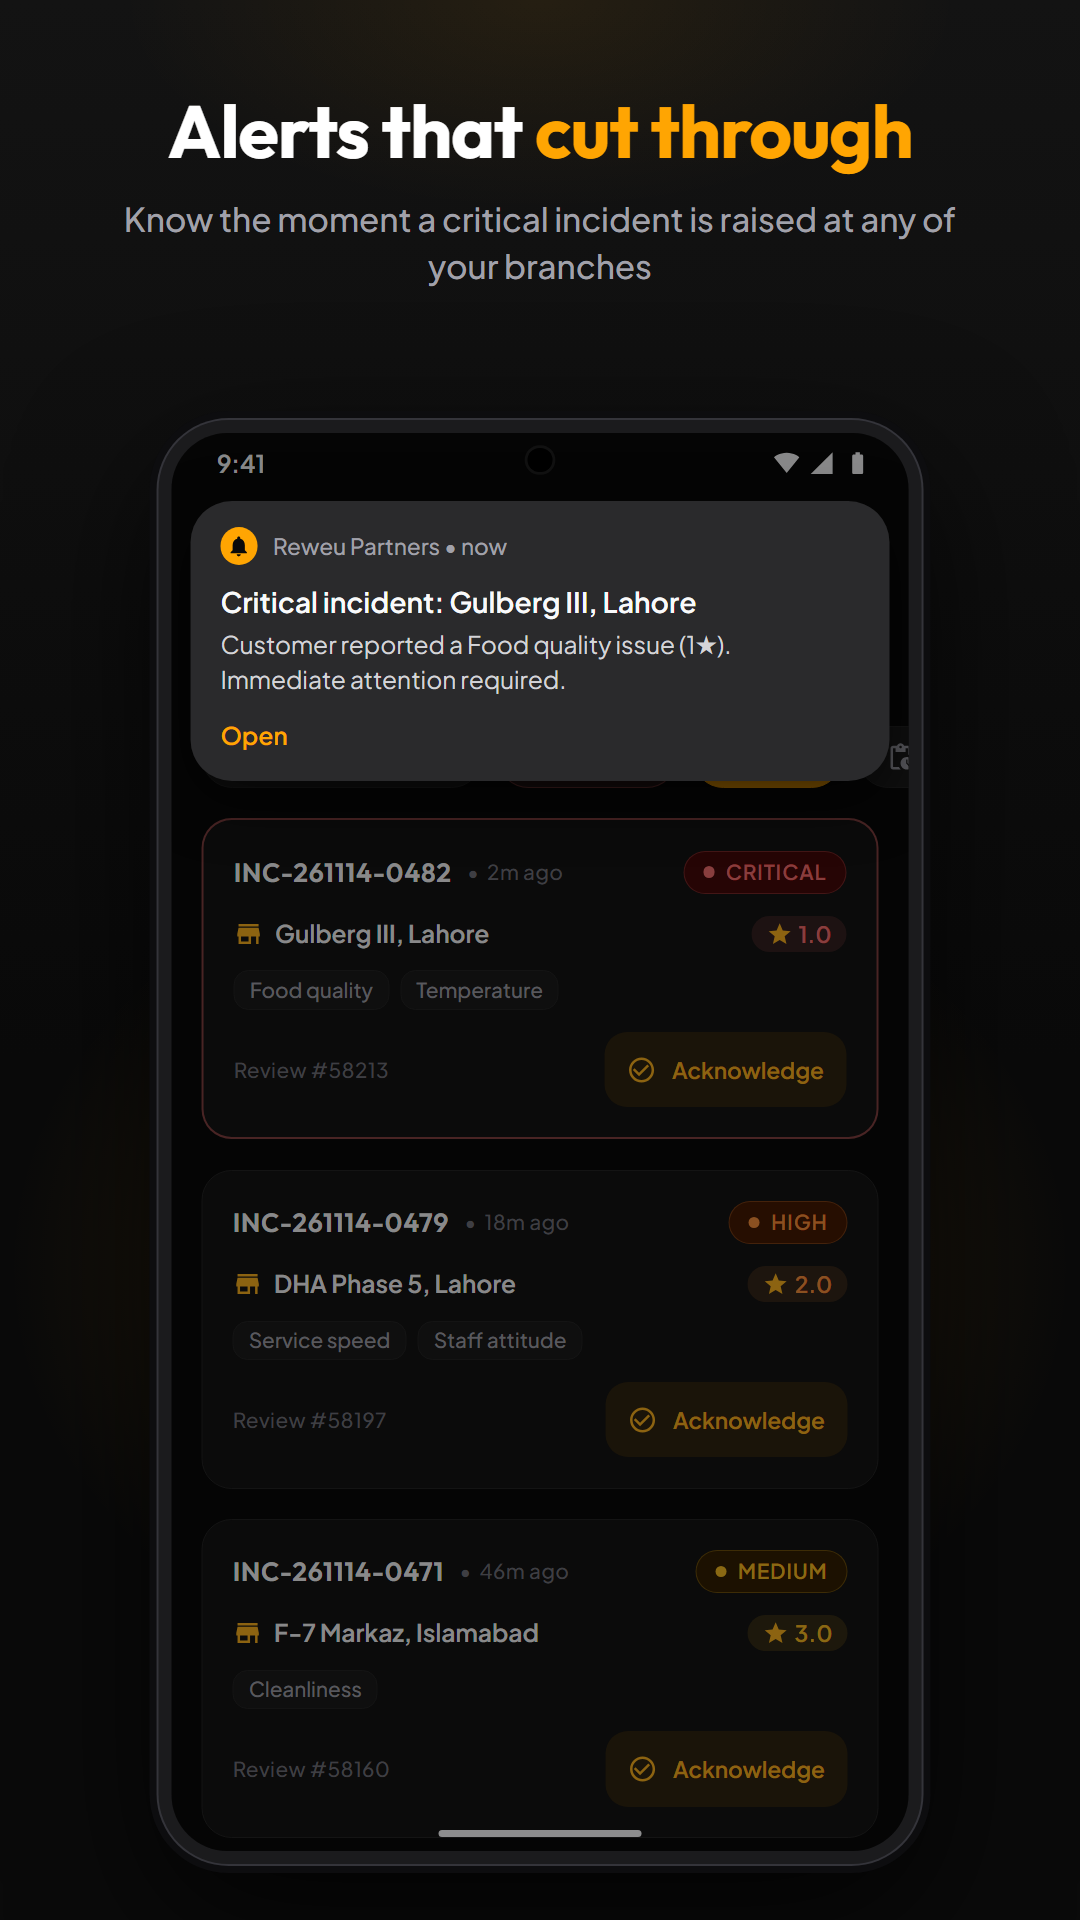 Alerts that cut through
Know the moment a critical incident is raised at any of
your branches
9:41
Reweu Partners • now
Critical incident: Gulberg III, Lahore
Customer reported a Food quality issue (1★).
Immediate attention required.
Open
INC-261114-0482 • 2m ago
CRITICAL
Gulberg III, Lahore
★ 1.0
Food quality
Temperature
Review #58213
Acknowledge
INC-261114-0479 • 18m ago
HIGH
DHA Phase 5, Lahore
★ 2.0
Service speed
Staff attitude
Review #58197
Acknowledge
INC-261114-0471 • 46m ago
MEDIUM
F-7 Markaz, Islamabad
★ 3.0
Cleanliness
Review #58160
Acknowledge